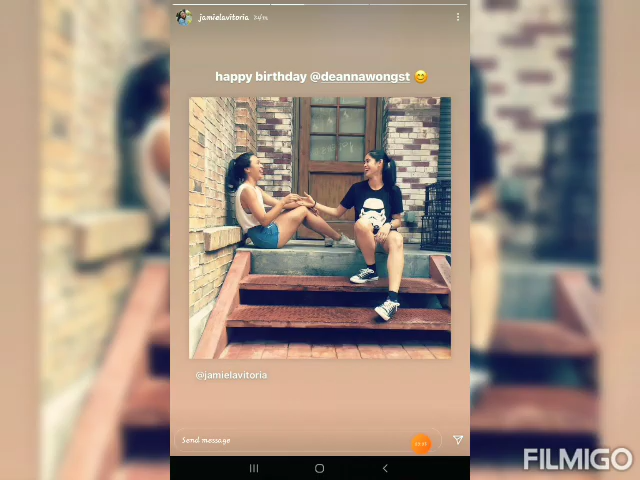 jamielavitoria
happy birthday @deannawongst 😊
@jamielavitoria
Send message
FILMIGO